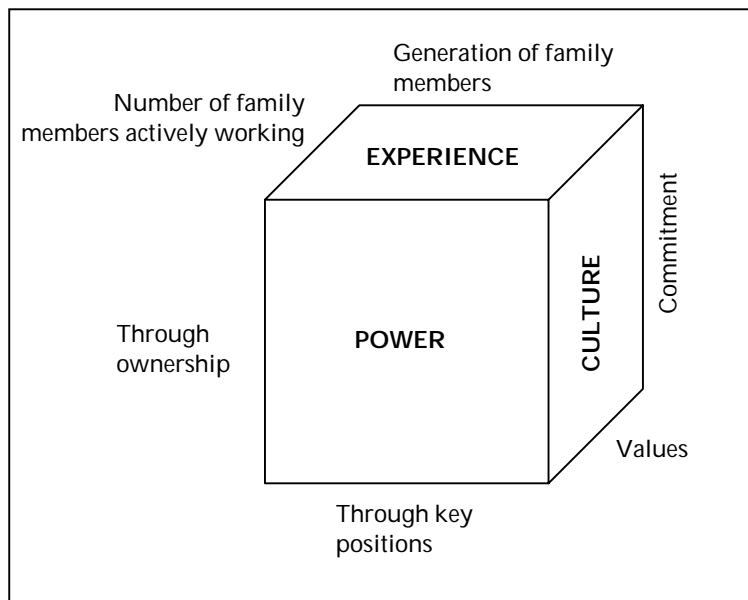 Generation of family
members
Number of family
members actively working
EXPERIENCE
Commitment
CULTURE
POWER
Through
ownership
Values
Through key
positions